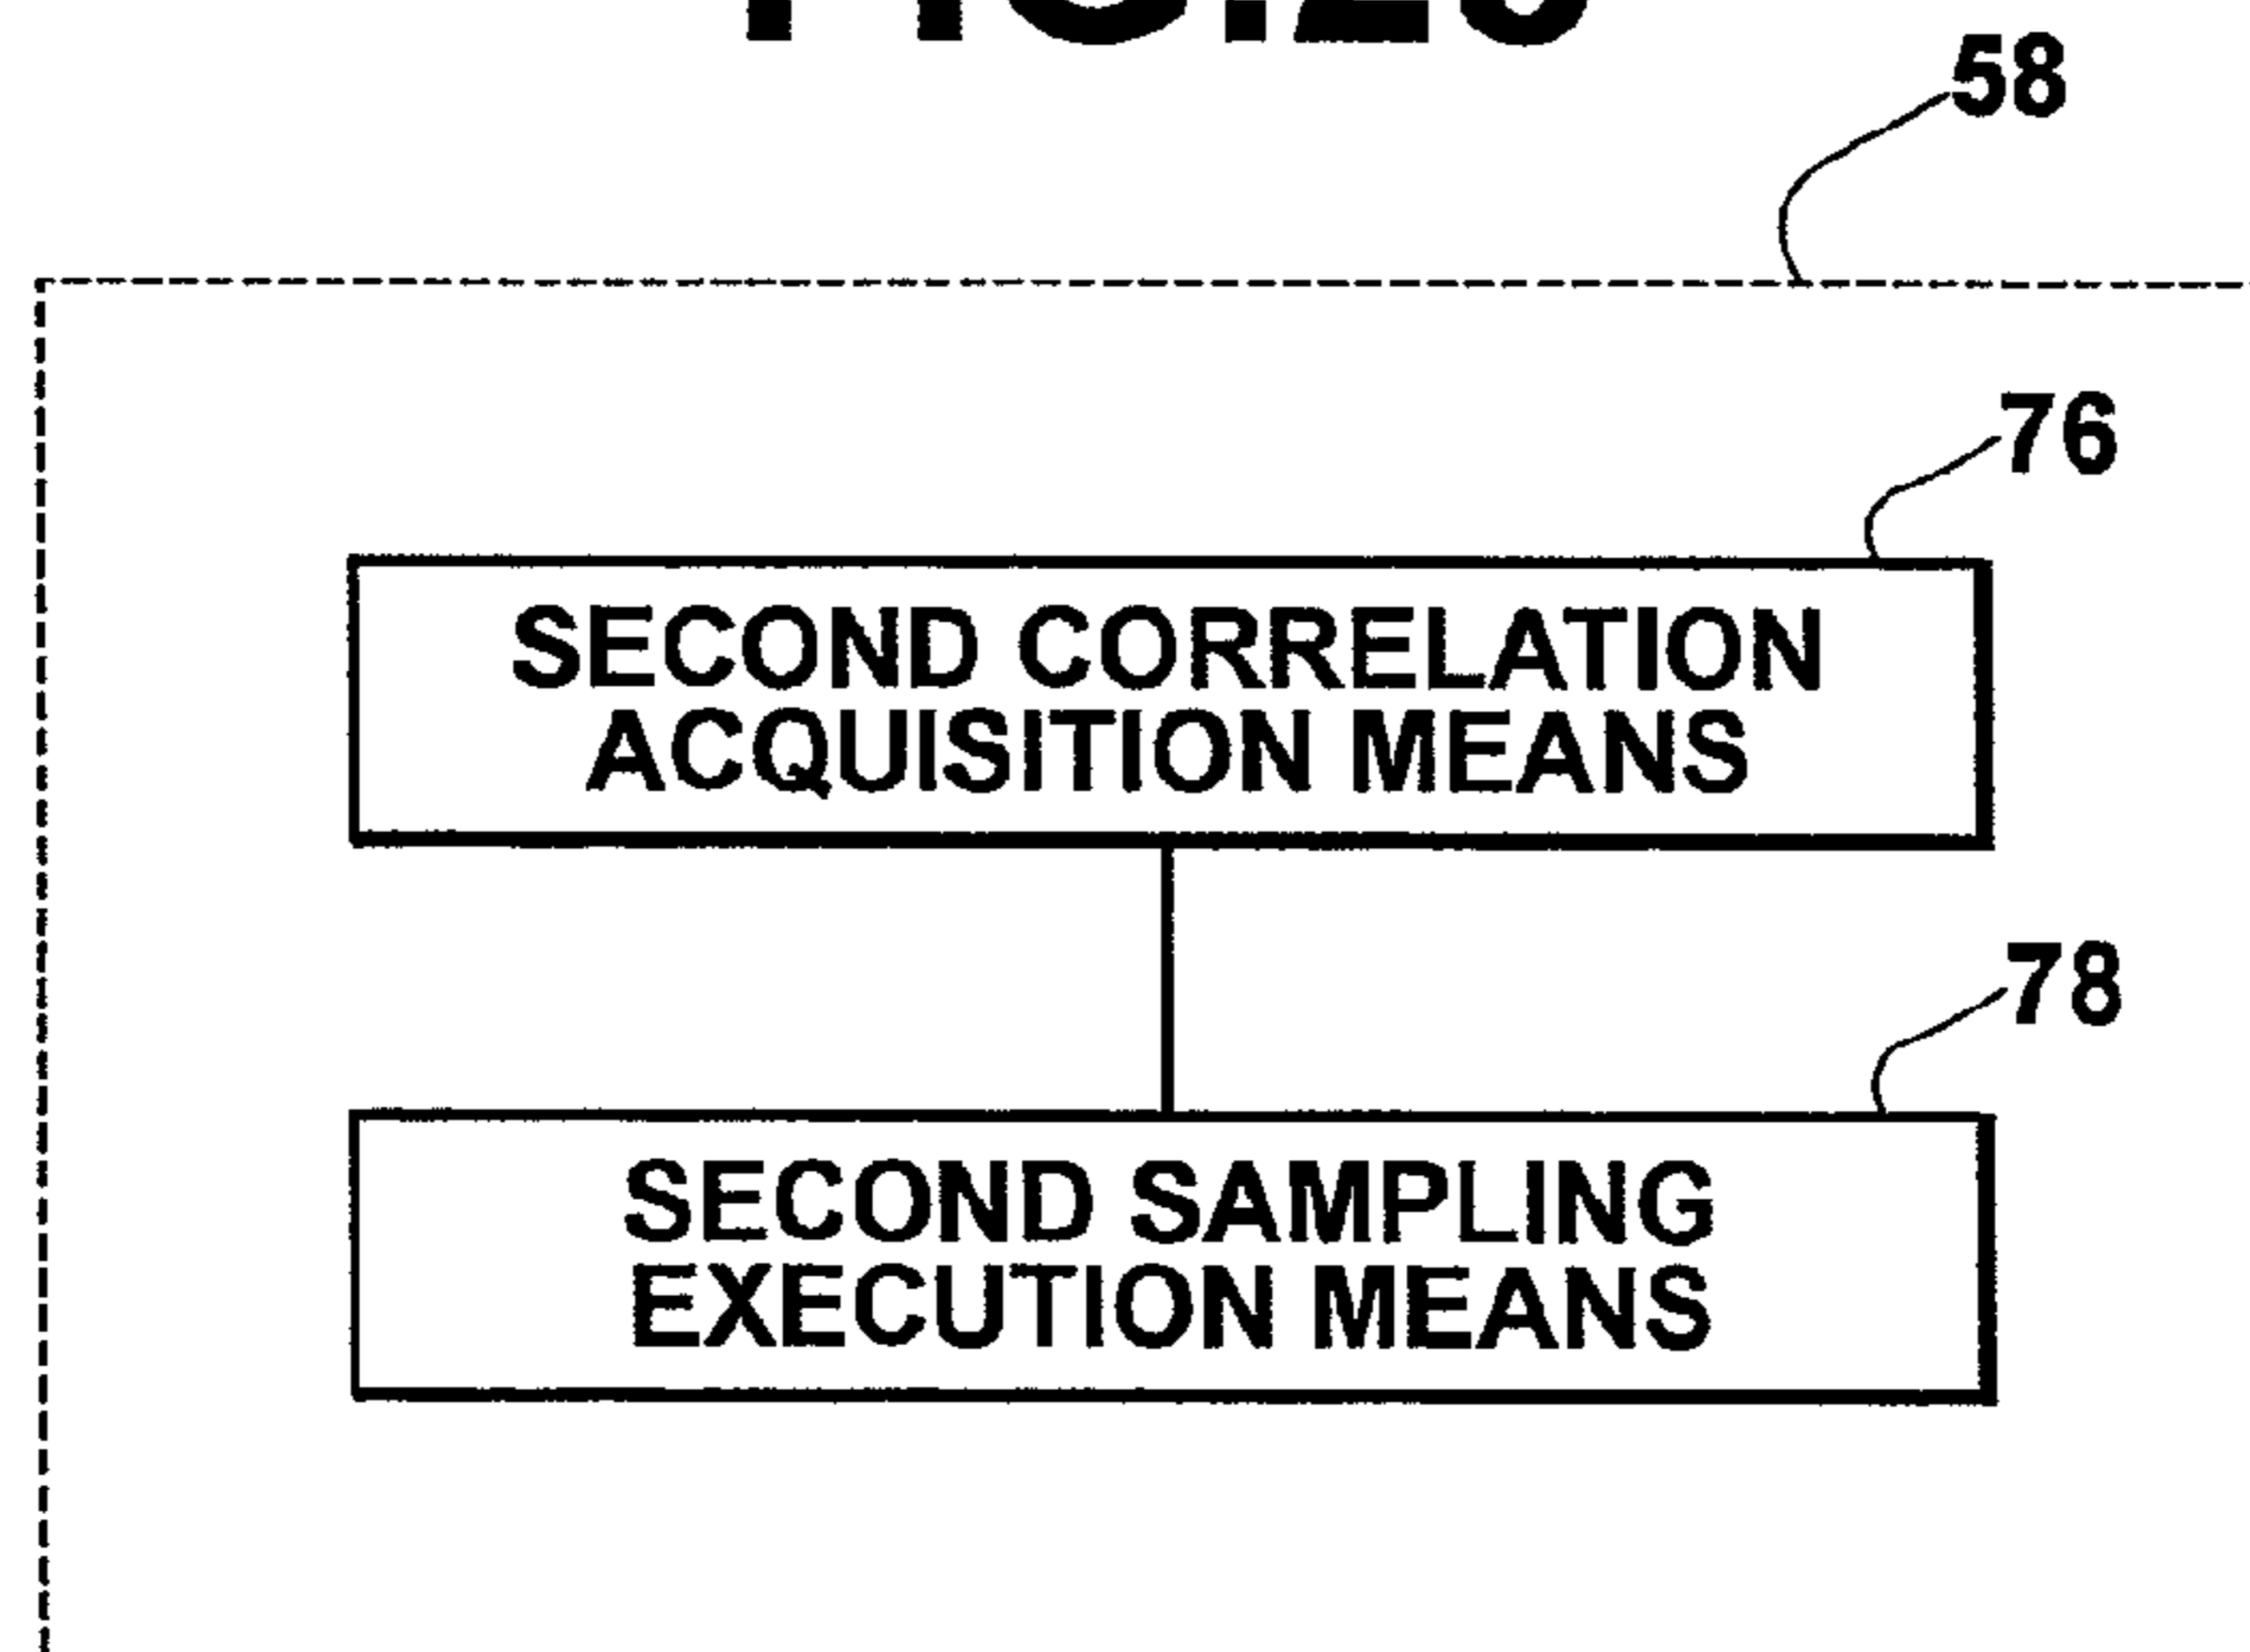 58
76
SECOND CORRELATION
ACQUISITION MEANS
78
SECOND SAMPLING
EXECUTION MEANS